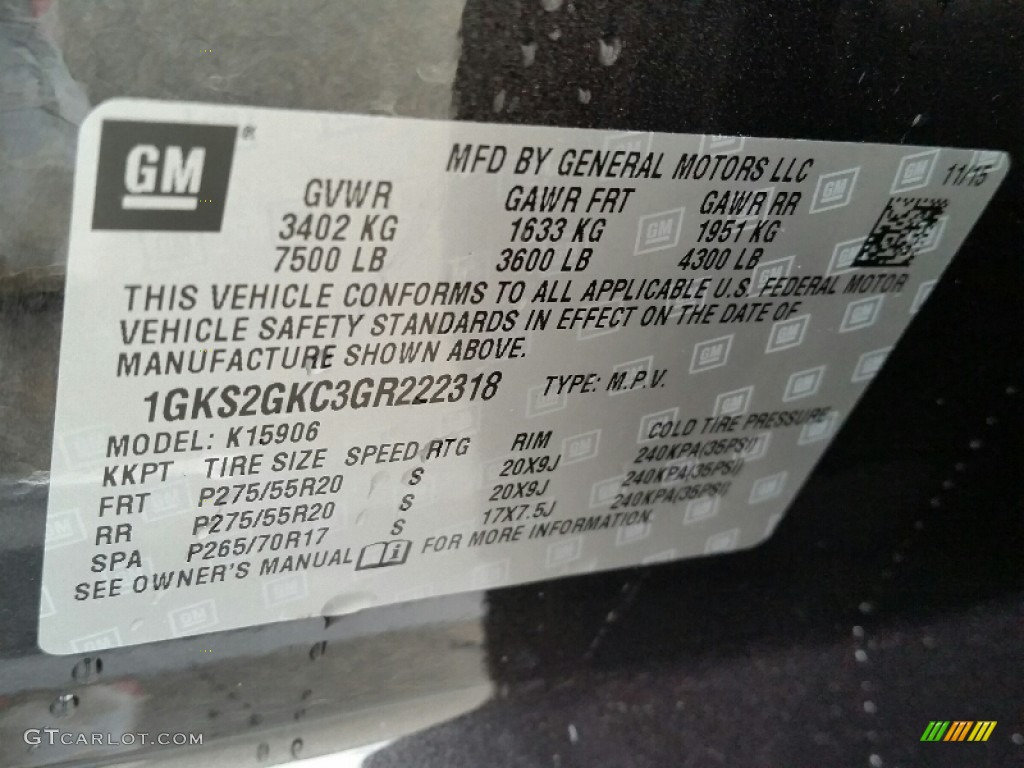 GM®
MFD BY GENERAL MOTORS LLC 11/15
GVWR GAWR FRT GAWR RR
3402 KG 1633 KG 1951 KG
7500 LB 3600 LB 4300 LB
THIS VEHICLE CONFORMS TO ALL APPLICABLE U.S. FEDERAL MOTOR
VEHICLE SAFETY STANDARDS IN EFFECT ON THE DATE OF
MANUFACTURE SHOWN ABOVE.
1GKS2GKC3GR222318 TYPE: M.P.V.
MODEL: K15906
KKPT TIRE SIZE SPEED RTG RIM COLD TIRE PRESSURE
FRT P275/55R20 S 20X9J 240KPA(35PSI)
RR P275/55R20 S 20X9J 240KPA(35PSI)
SPA P265/70R17 S 17X7.5J 240KPA(35PSI)
SEE OWNER'S MANUAL FOR MORE INFORMATION.
GTCARLOT.COM